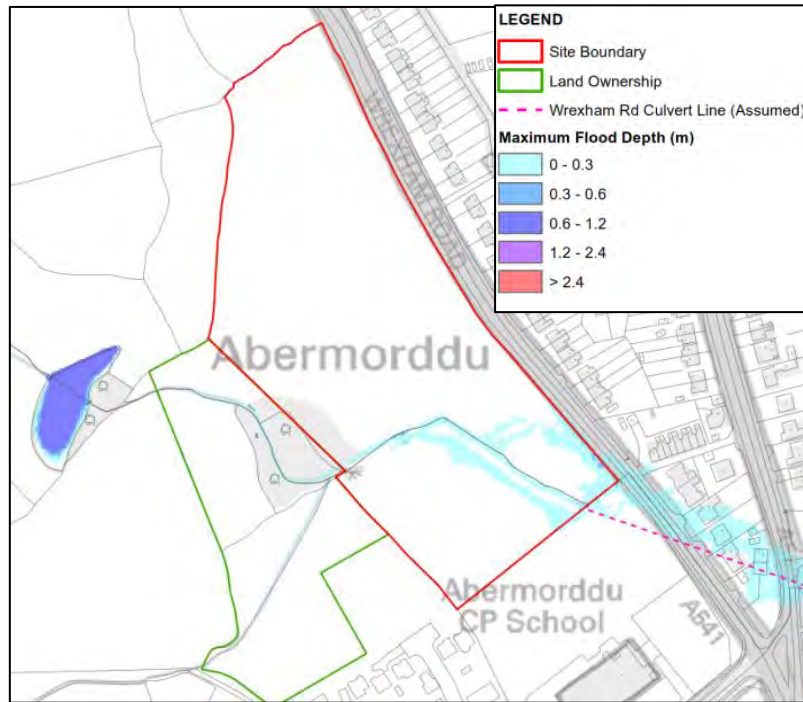 LEGEND
Site Boundary
Land Ownership
Wrexham Rd Culvert Line (Assumed)
Maximum Flood Depth (m)
0 - 0.3
0.3 - 0.6
0.6 - 1.2
1.2 - 2.4
> 2.4
WREXHAM ROAD
Abermorddu
Abermorddu
CP School
A541